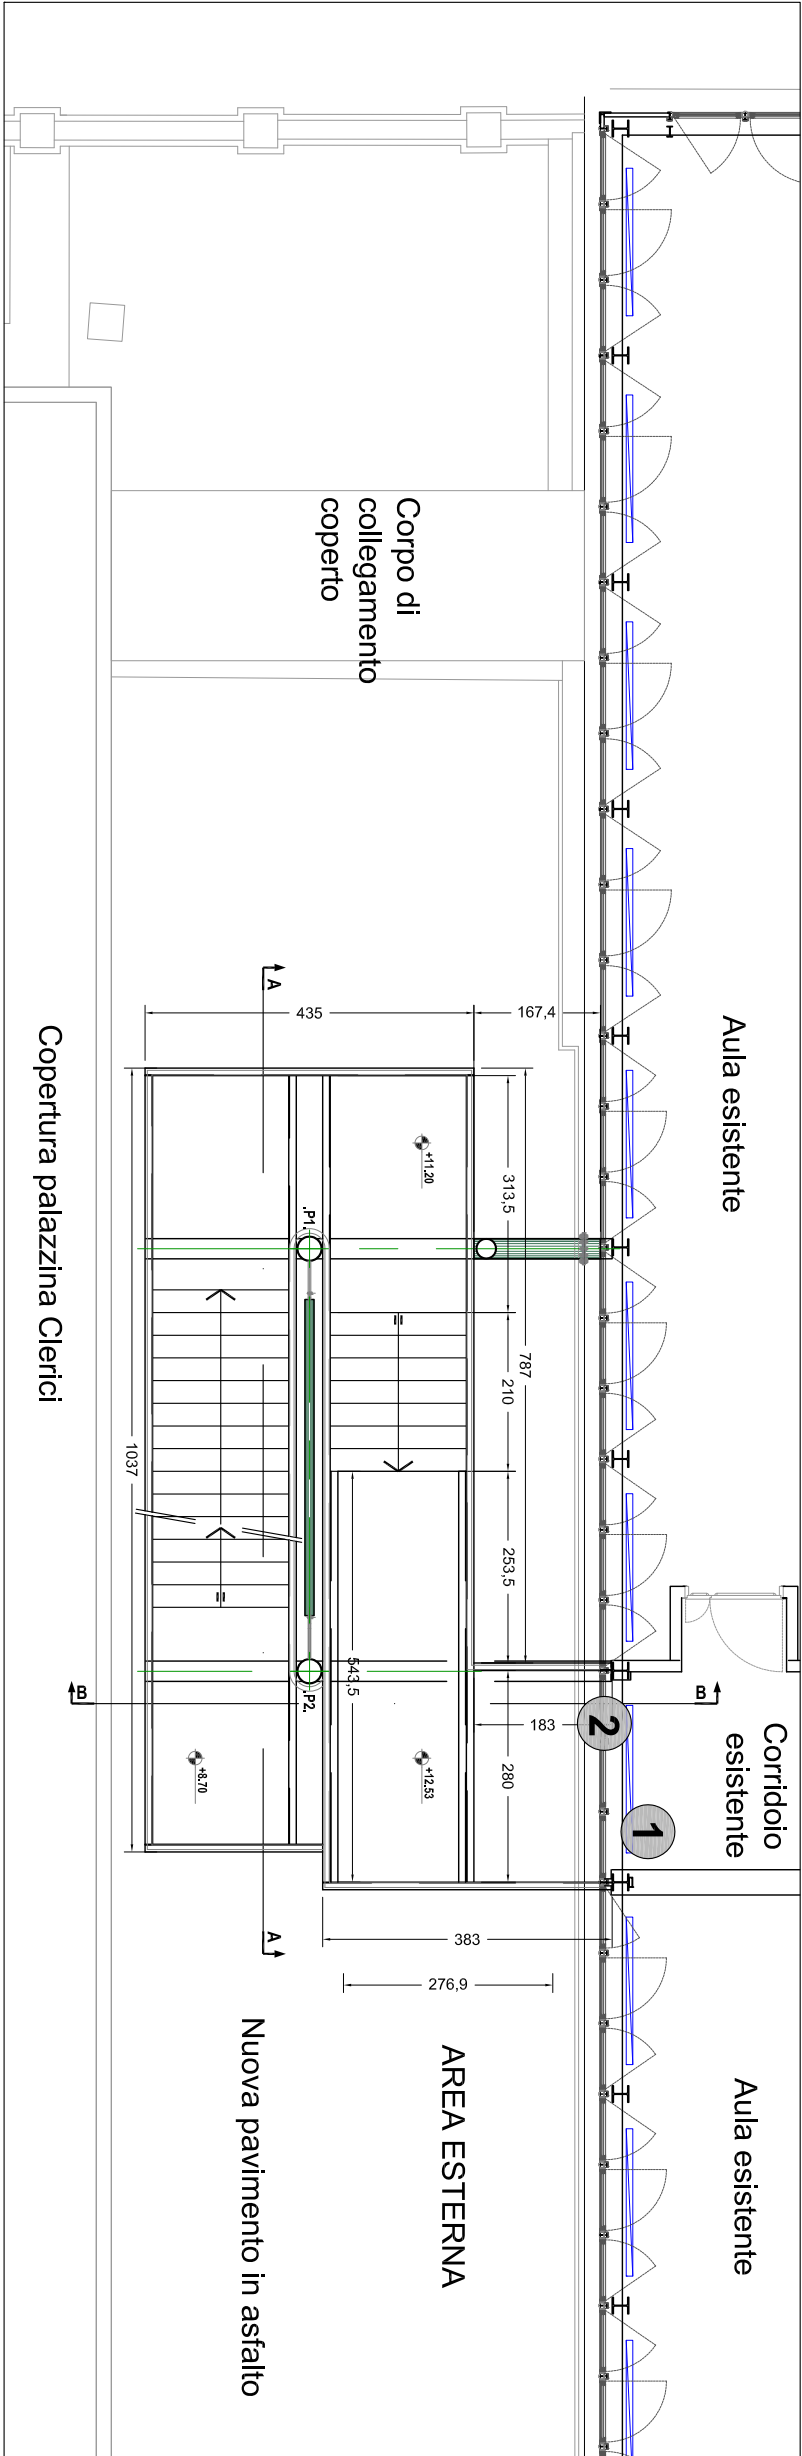 Aula esistente
Corridoio
esistente
Aula esistente
1
2
B
B
Corpo di
collegamento
coperto
167,4
435
787
313,5
210
253,5
280
183
383
276,9
543,5
1037
+11.20
+12.53
+8.70
.P1.
.P2.
A
A
AREA ESTERNA
Nuova pavimento in asfalto
Copertura palazzina Clerici